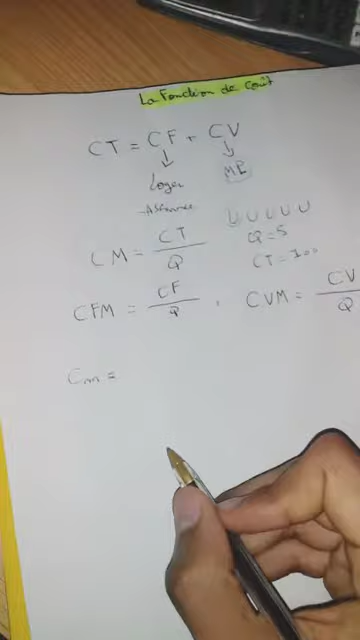 La Fonction de coût
CT = CF + CV
Loyer
MP
- Assurance
U U U U U
CM = CT / Q
Q = 5
CT = 100
CFM = CF / Q , CVM = CV / Q
Cm =